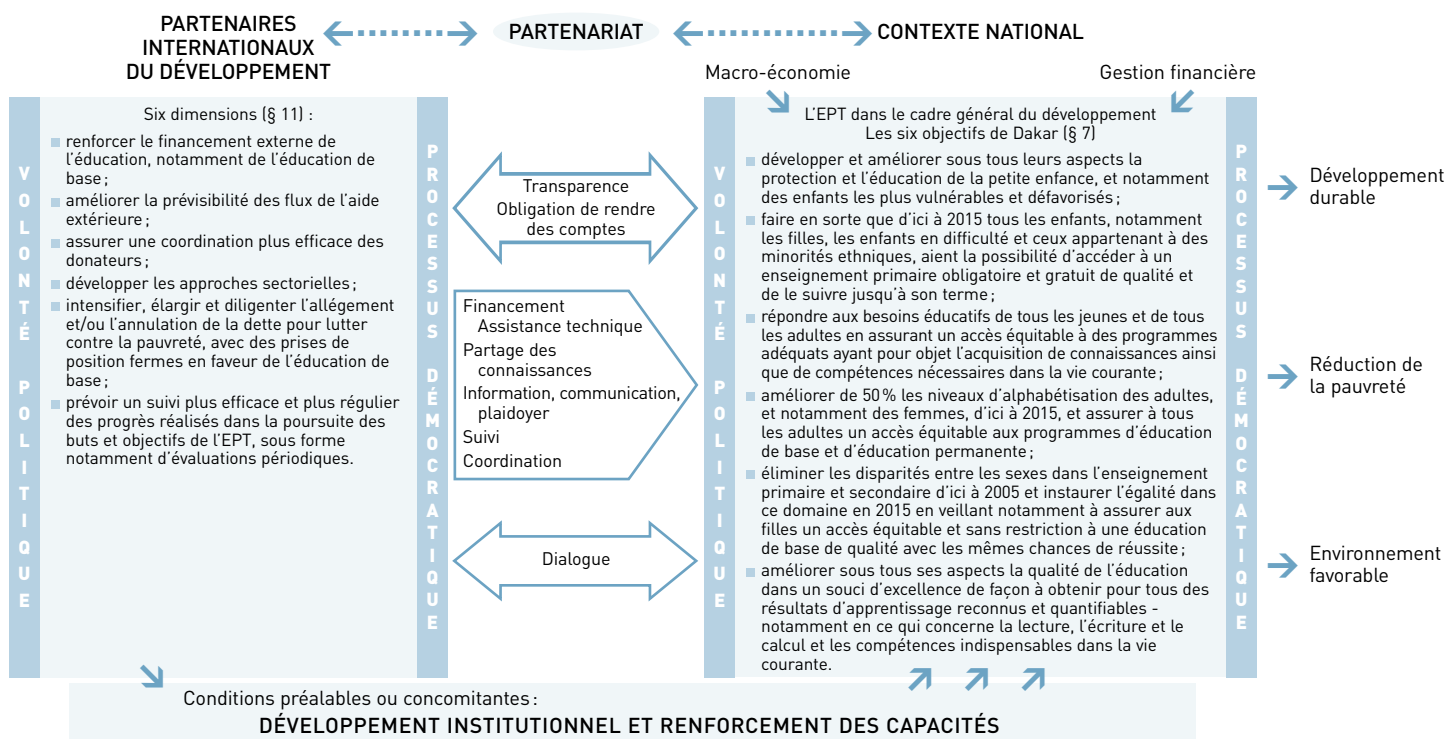 PARTENAIRES
INTERNATIONAUX
DU DÉVELOPPEMENT
PARTENARIAT
CONTEXTE NATIONAL
Macro-économie
Gestion financière
VOLONTÉ POLITIQUE
Six dimensions (§ 11) :
renforcer le financement externe de
l'éducation, notamment de l'éducation de
base ;
améliorer la prévisibilité des flux de l'aide
extérieure ;
assurer une coordination plus efficace des
donateurs ;
développer les approches sectorielles ;
intensifier, élargir et diligenter l'allégement
et/ou l'annulation de la dette pour lutter
contre la pauvreté, avec des prises de
position fermes en faveur de l'éducation de
base ;
prévoir un suivi plus efficace et plus régulier
des progrès réalisés dans la poursuite des
buts et objectifs de l'EPT, sous forme
notamment d'évaluations périodiques.
PROCESSUS DÉMOCRATIQUE
Transparence
Obligation de rendre
des comptes
Financement
Assistance technique
Partage des
connaissances
Information, communication,
plaidoyer
Suivi
Coordination
Dialogue
VOLONTÉ POLITIQUE
L'EPT dans le cadre général du développement
Les six objectifs de Dakar (§ 7)
développer et améliorer sous tous leurs aspects la
protection et l'éducation de la petite enfance, et notamment
des enfants les plus vulnérables et défavorisés ;
faire en sorte que d'ici à 2015 tous les enfants, notamment
les filles, les enfants en difficulté et ceux appartenant à des
minorités ethniques, aient la possibilité d'accéder à un
enseignement primaire obligatoire et gratuit de qualité et
de le suivre jusqu'à son terme ;
répondre aux besoins éducatifs de tous les jeunes et de tous
les adultes en assurant un accès équitable à des programmes
adéquats ayant pour objet l'acquisition de connaissances ainsi
que de compétences nécessaires dans la vie courante ;
améliorer de 50 % les niveaux d'alphabétisation des adultes,
et notamment des femmes, d'ici à 2015, et assurer à tous
les adultes un accès équitable aux programmes d'éducation
de base et d'éducation permanente ;
éliminer les disparités entre les sexes dans l'enseignement
primaire et secondaire d'ici à 2005 et instaurer l'égalité dans
ce domaine en 2015 en veillant notamment à assurer aux
filles un accès équitable et sans restriction à une éducation
de base de qualité avec les mêmes chances de réussite ;
améliorer sous tous ses aspects la qualité de l'éducation
dans un souci d'excellence de façon à obtenir pour tous des
résultats d'apprentissage reconnus et quantifiables -
notamment en ce qui concerne la lecture, l'écriture et le
calcul et les compétences indispensables dans la vie
courante.
PROCESSUS DÉMOCRATIQUE
Développement
durable
Réduction de
la pauvreté
Environnement
favorable
Conditions préalables ou concomitantes :
DÉVELOPPEMENT INSTITUTIONNEL ET RENFORCEMENT DES CAPACITÉS